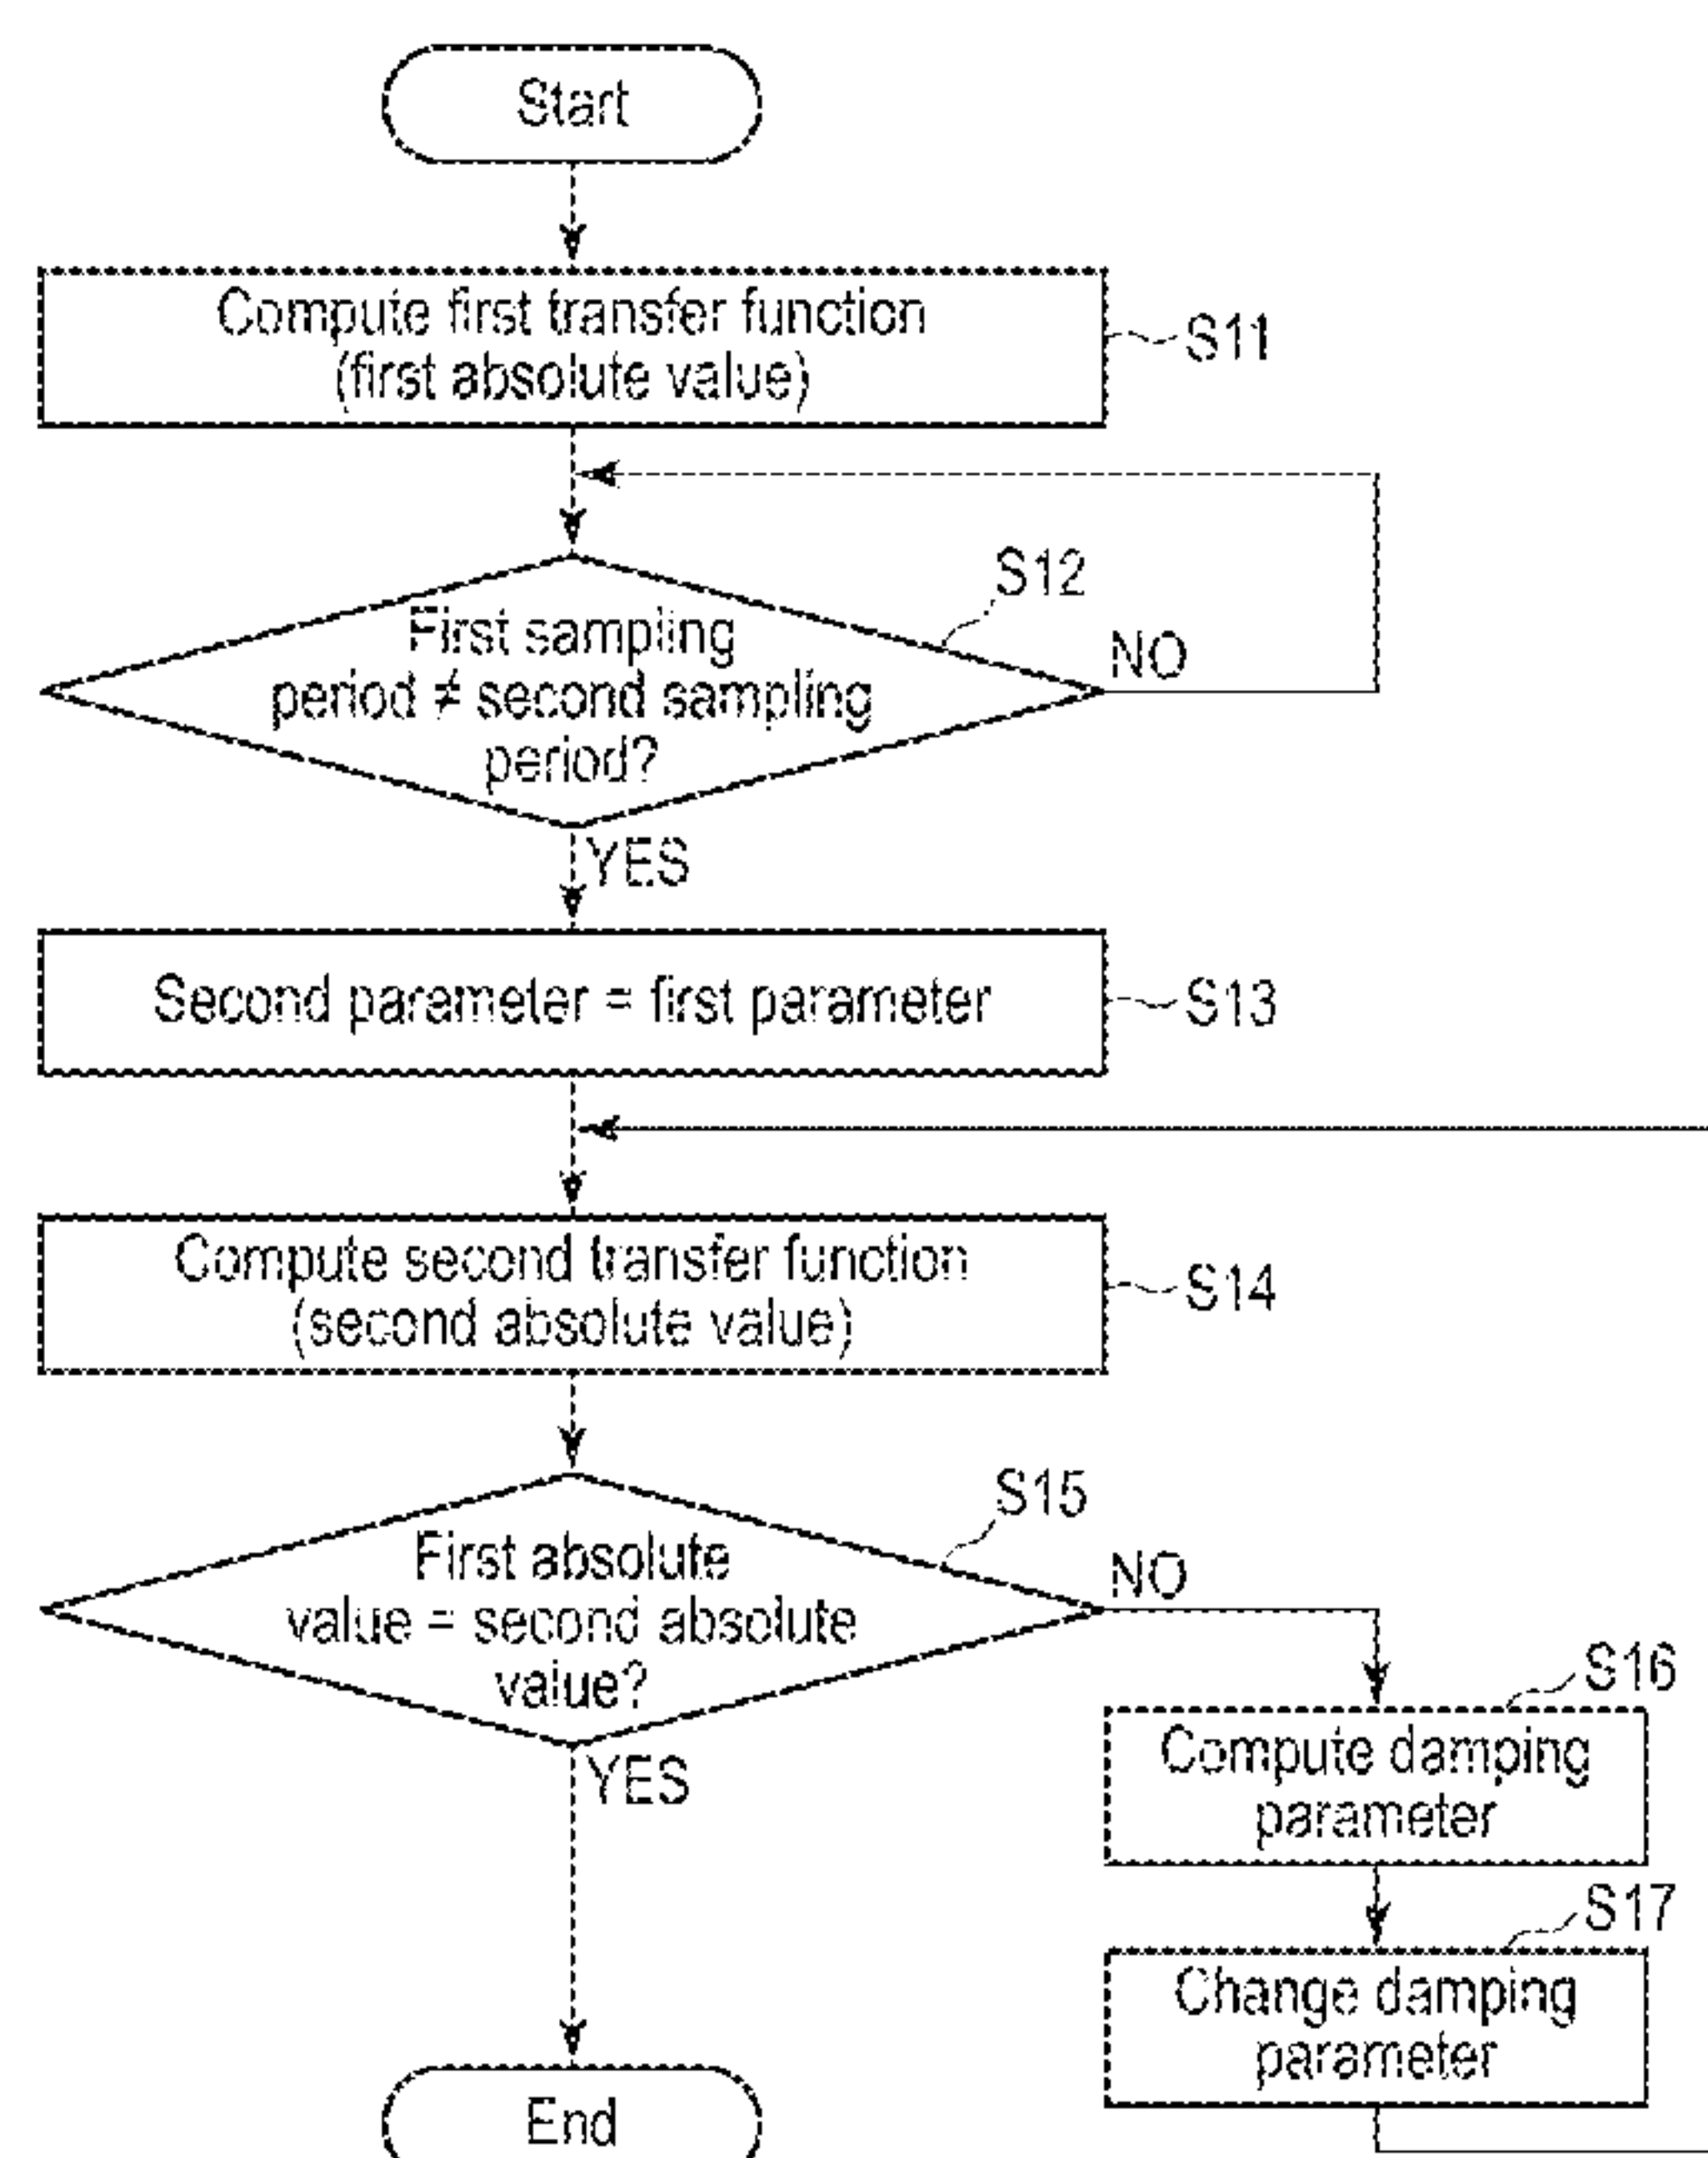 Start
Compute first transfer function
(first absolute value)
S11
S12
First sampling
period ≠ second sampling
period?
NO
YES
Second parameter = first parameter
S13
Compute second transfer function
(second absolute value)
S14
S15
First absolute
value = second absolute
value?
NO
YES
S16
Compute damping
parameter
S17
Change damping
parameter
End